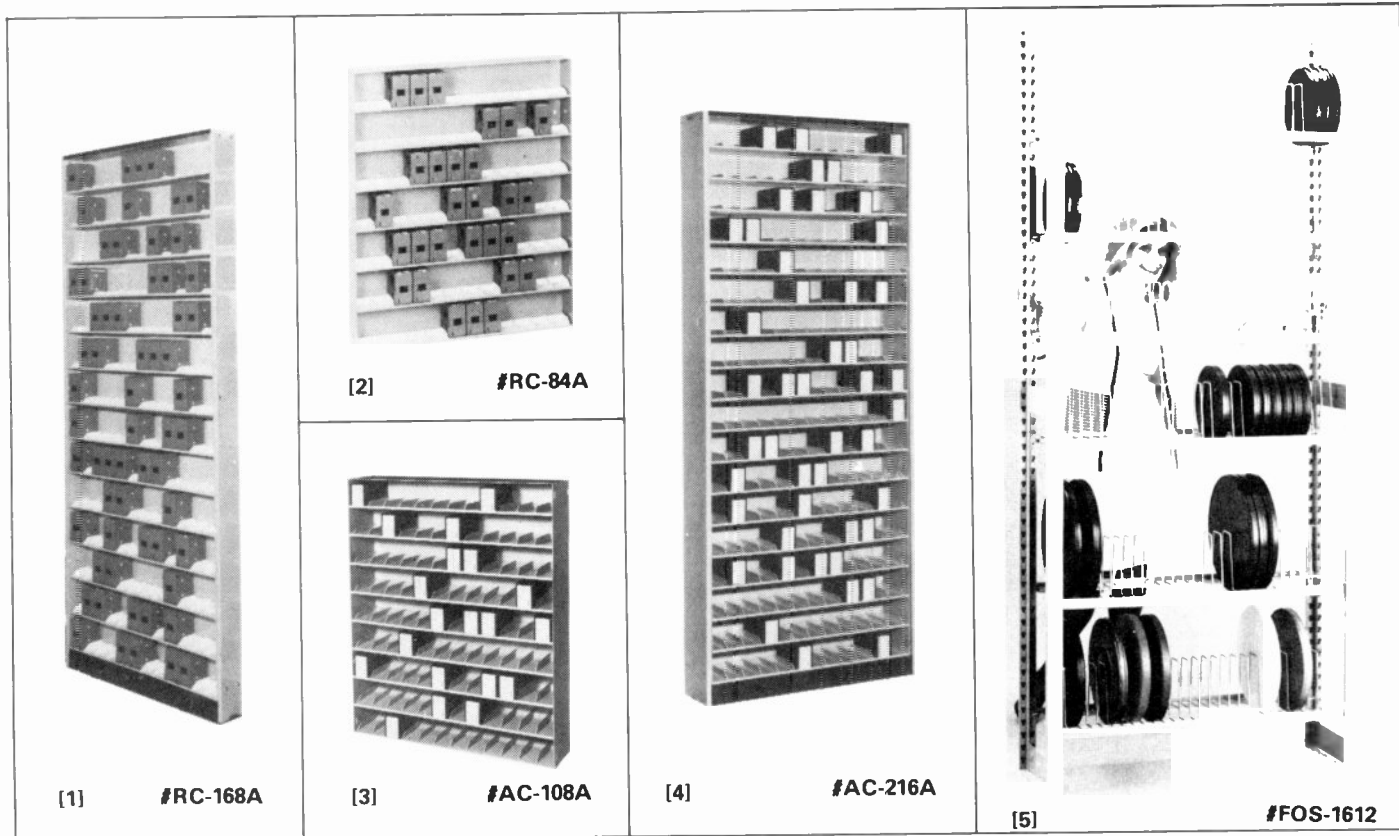 [2] #RC-84A
[1] #RC-168A
[3] #AC-108A
[4] #AC-216A
[5] #FOS-1612